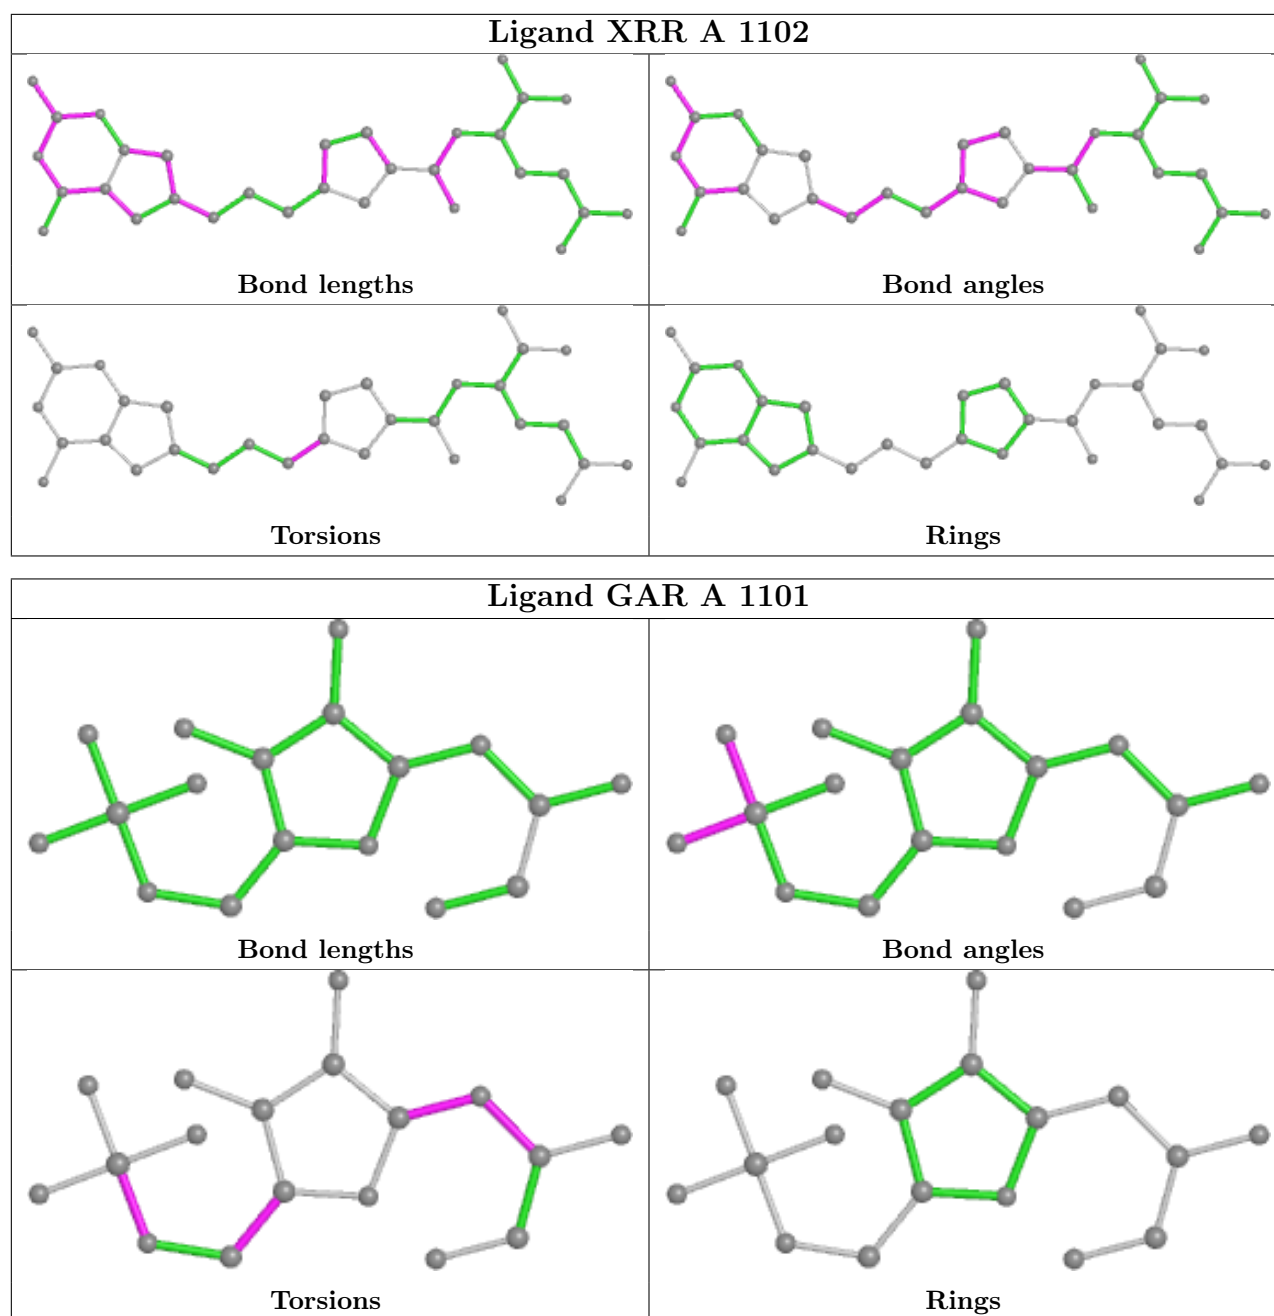 Ligand XRR A 1102
Bond lengths
Bond angles
Torsions
Rings
Ligand GAR A 1101
Bond lengths
Bond angles
Torsions
Rings